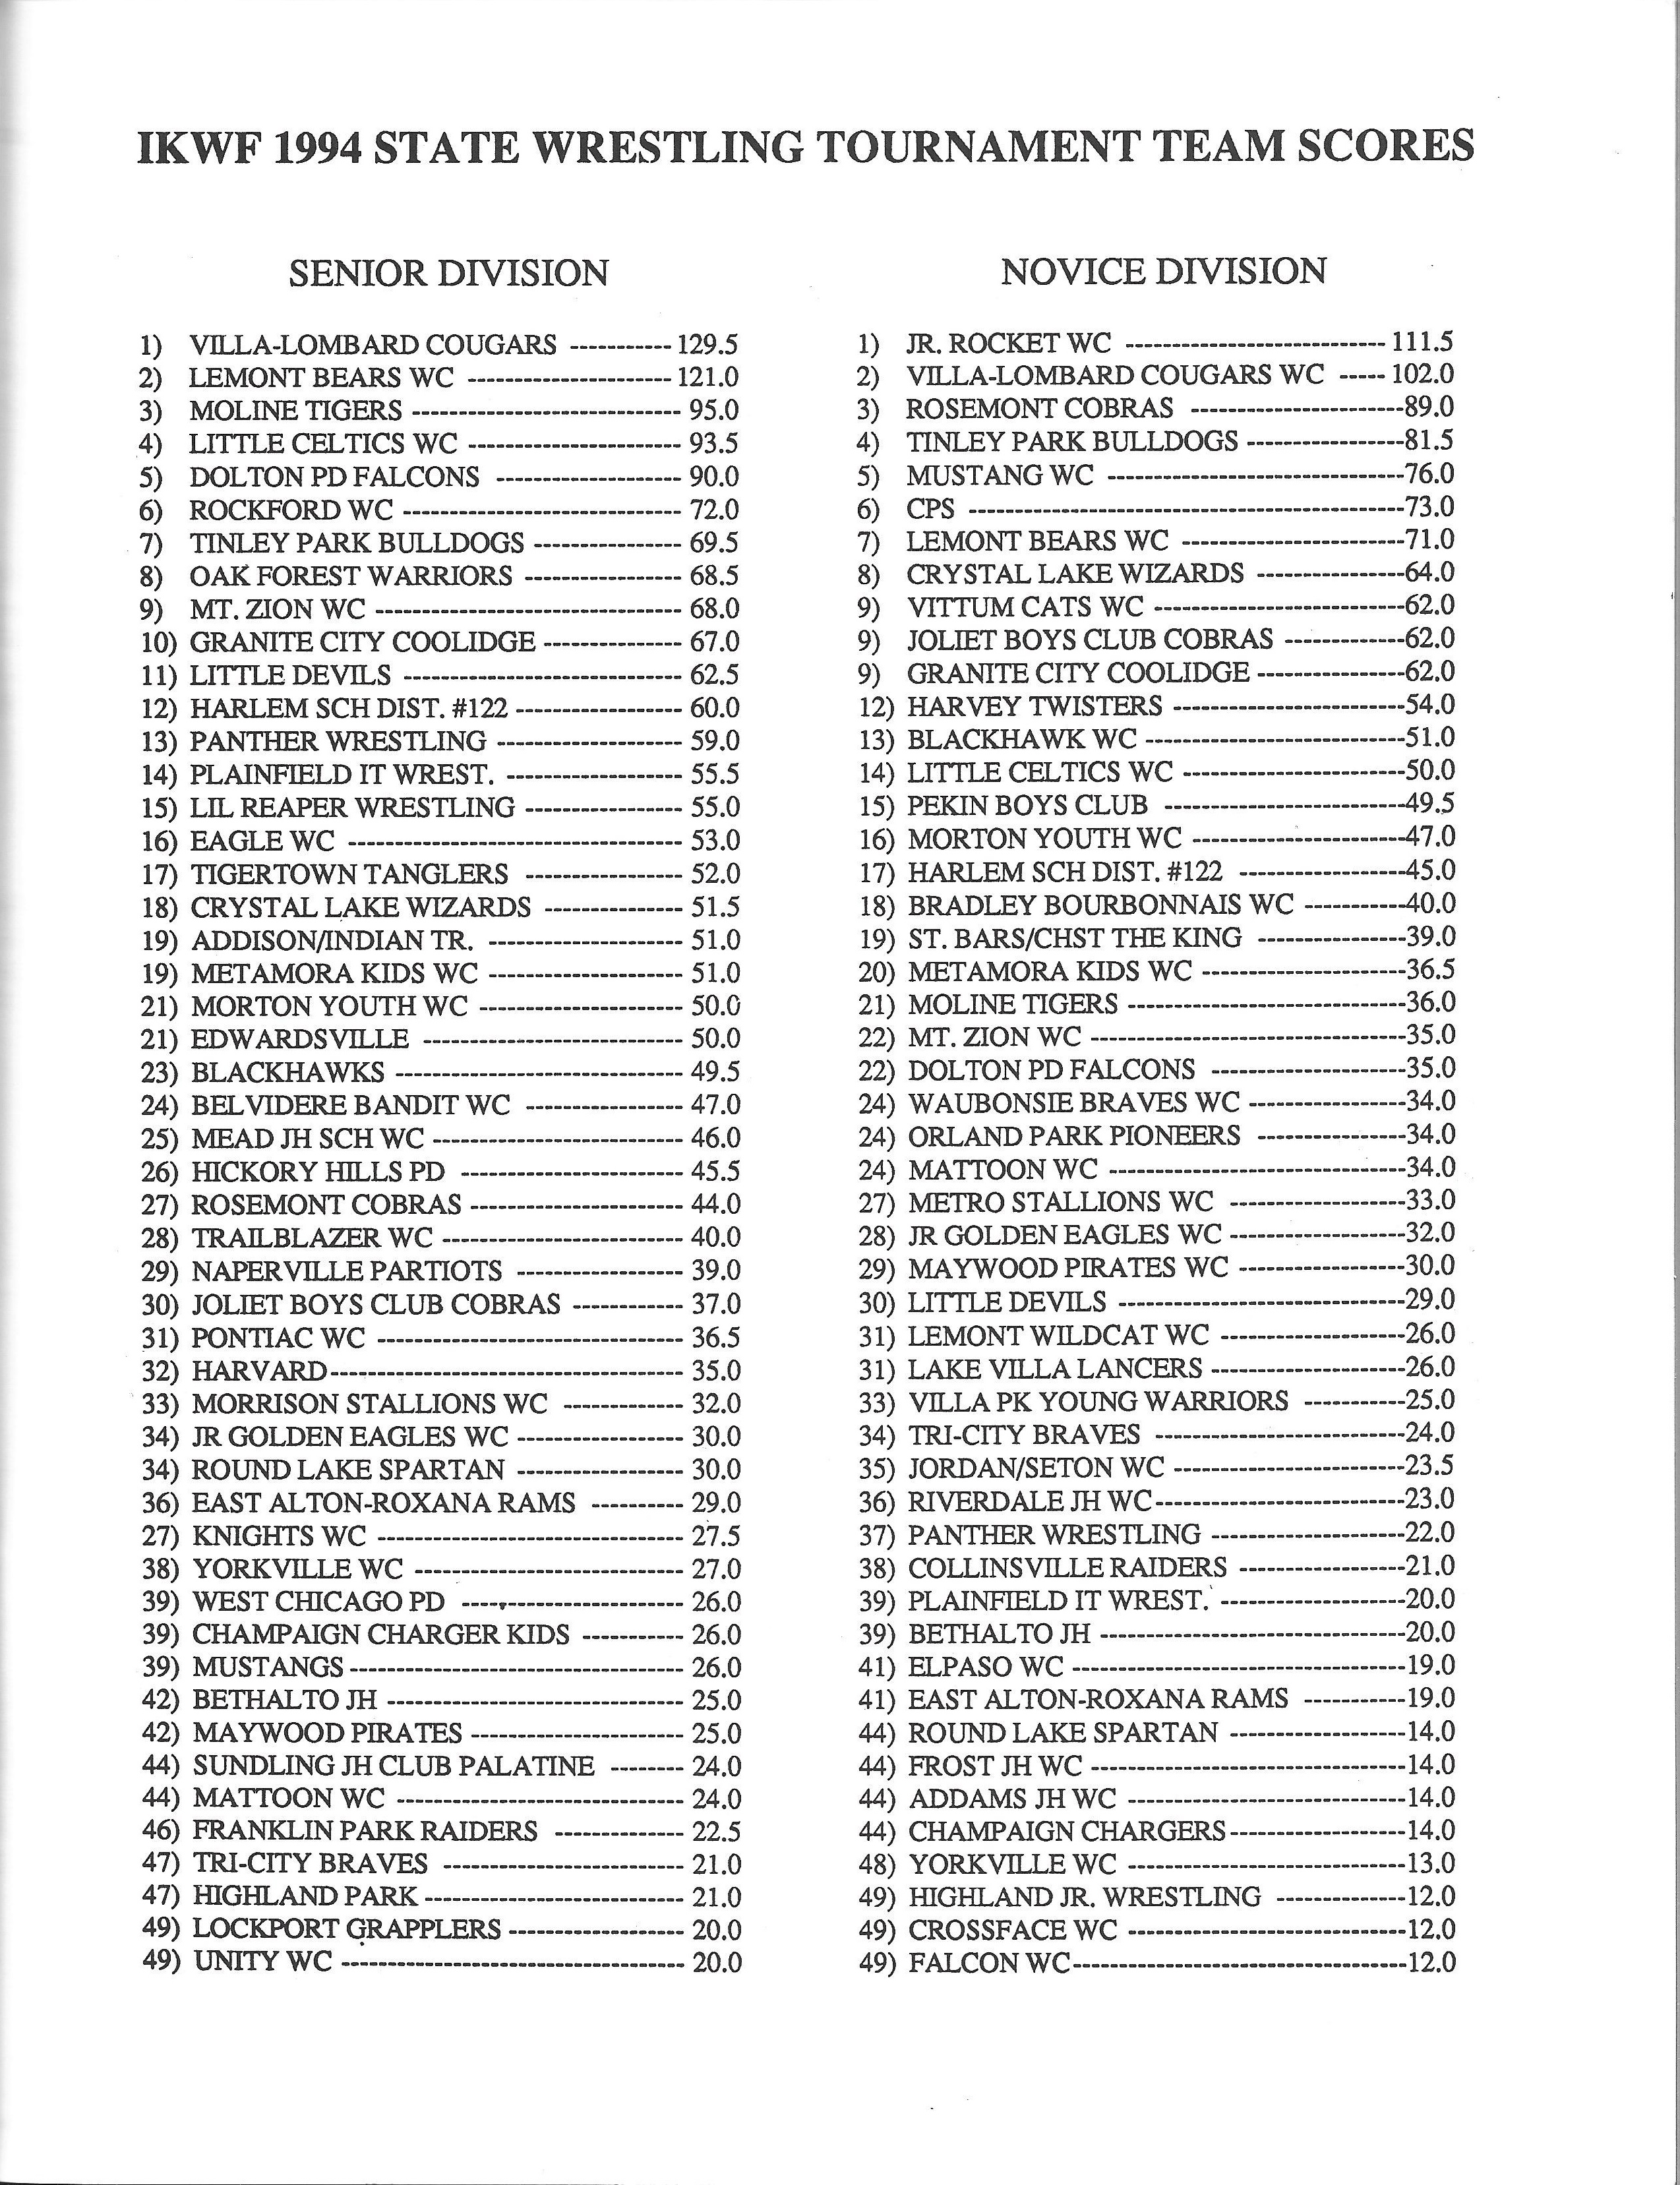 IKWF 1994 STATE WRESTLING TOURNAMENT TEAM SCORES
SENIOR DIVISION
1) VILLA-LOMBARD COUGARS ----------- 129.5
2) LEMONT BEARS WC ---------------------- 121.0
3) MOLINE TIGERS ----------------------------- 95.0
4) LITTLE CELTICS WC ----------------------- 93.5
5) DOLTON PD FALCONS -------------------- 90.0
6) ROCKFORD WC ------------------------------ 72.0
7) TINLEY PARK BULLDOGS ---------------- 69.5
8) OAK FOREST WARRIORS ----------------- 68.5
9) MT. ZION WC --------------------------------- 68.0
10) GRANITE CITY COOLIDGE --------------- 67.0
11) LITTLE DEVILS ------------------------------ 62.5
12) HARLEM SCH DIST. #122 ------------------ 60.0
13) PANTHER WRESTLING -------------------- 59.0
14) PLAINFIELD IT WREST. ------------------- 55.5
15) LIL REAPER WRESTLING ----------------- 55.0
16) EAGLE WC ------------------------------------ 53.0
17) TIGERTOWN TANGLERS ----------------- 52.0
18) CRYSTAL LAKE WIZARDS --------------- 51.5
19) ADDISON/INDIAN TR. --------------------- 51.0
19) METAMORA KIDS WC --------------------- 51.0
21) MORTON YOUTH WC ---------------------- 50.0
21) EDWARDSVILLE ---------------------------- 50.0
23) BLACKHAWKS ------------------------------- 49.5
24) BELVIDERE BANDIT WC ----------------- 47.0
25) MEAD JH SCH WC --------------------------- 46.0
26) HICKORY HILLS PD ------------------------ 45.5
27) ROSEMONT COBRAS ----------------------- 44.0
28) TRAILBLAZER WC -------------------------- 40.0
29) NAPERVILLE PARTIOTS ------------------ 39.0
30) JOLIET BOYS CLUB COBRAS ------------ 37.0
31) PONTIAC WC --------------------------------- 36.5
32) HARVARD-------------------------------------- 35.0
33) MORRISON STALLIONS WC ------------- 32.0
34) JR GOLDEN EAGLES WC ------------------ 30.0
34) ROUND LAKE SPARTAN ------------------ 30.0
36) EAST ALTON-ROXANA RAMS ---------- 29.0
27) KNIGHTS WC --------------------------------- 27.5
38) YORKVILLE WC ----------------------------- 27.0
39) WEST CHICAGO PD ------------------------ 26.0
39) CHAMPAIGN CHARGER KIDS ----------- 26.0
39) MUSTANGS ------------------------------------ 26.0
42) BETHALTO JH -------------------------------- 25.0
42) MAYWOOD PIRATES ----------------------- 25.0
44) SUNDLING JH CLUB PALATINE -------- 24.0
44) MATTOON WC ------------------------------- 24.0
46) FRANKLIN PARK RAIDERS -------------- 22.5
47) TRI-CITY BRAVES -------------------------- 21.0
47) HIGHLAND PARK ---------------------------- 21.0
49) LOCKPORT GRAPPLERS ------------------- 20.0
49) UNITY WC ------------------------------------- 20.0
NOVICE DIVISION
1) JR. ROCKET WC ---------------------------- 111.5
2) VILLA-LOMBARD COUGARS WC ----- 102.0
3) ROSEMONT COBRAS -----------------------89.0
4) TINLEY PARK BULLDOGS -----------------81.5
5) MUSTANG WC --------------------------------76.0
6) CPS -----------------------------------------------73.0
7) LEMONT BEARS WC ------------------------71.0
8) CRYSTAL LAKE WIZARDS ----------------64.0
9) VITTUM CATS WC ---------------------------62.0
9) JOLIET BOYS CLUB COBRAS -------------62.0
9) GRANITE CITY COOLIDGE ----------------62.0
12) HARVEY TWISTERS -------------------------54.0
13) BLACKHAWK WC ----------------------------51.0
14) LITTLE CELTICS WC ------------------------50.0
15) PEKIN BOYS CLUB --------------------------49.5
16) MORTON YOUTH WC -----------------------47.0
17) HARLEM SCH DIST. #122 ------------------45.0
18) BRADLEY BOURBONNAIS WC -----------40.0
19) ST. BARS/CHST THE KING ----------------39.0
20) METAMORA KIDS WC ----------------------36.5
21) MOLINE TIGERS ------------------------------36.0
22) MT. ZION WC ----------------------------------35.0
22) DOLTON PD FALCONS ---------------------35.0
24) WAUBONSIE BRAVES WC -----------------34.0
24) ORLAND PARK PIONEERS ----------------34.0
24) MATTOON WC --------------------------------34.0
27) METRO STALLIONS WC -------------------33.0
28) JR GOLDEN EAGLES WC -------------------32.0
29) MAYWOOD PIRATES WC ------------------30.0
30) LITTLE DEVILS -------------------------------29.0
31) LEMONT WILDCAT WC --------------------26.0
31) LAKE VILLA LANCERS ---------------------26.0
33) VILLA PK YOUNG WARRIORS -----------25.0
34) TRI-CITY BRAVES ---------------------------24.0
35) JORDAN/SETON WC -------------------------23.5
36) RIVERDALE JH WC---------------------------23.0
37) PANTHER WRESTLING ---------------------22.0
38) COLLINSVILLE RAIDERS ------------------21.0
39) PLAINFIELD IT WREST. --------------------20.0
39) BETHALTO JH ---------------------------------20.0
41) ELPASO WC ------------------------------------19.0
41) EAST ALTON-ROXANA RAMS -----------19.0
44) ROUND LAKE SPARTAN -------------------14.0
44) FROST JH WC ----------------------------------14.0
44) ADDAMS JH WC ------------------------------14.0
44) CHAMPAIGN CHARGERS-------------------14.0
48) YORKVILLE WC ------------------------------13.0
49) HIGHLAND JR. WRESTLING --------------12.0
49) CROSSFACE WC ------------------------------12.0
49) FALCON WC------------------------------------12.0